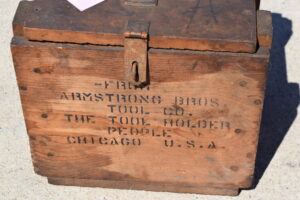 -FROM-
ARMSTRONG BROS.
TOOL CO.
THE TOOL HOLDER
PEOPLE
CHICAGO U.S.A.